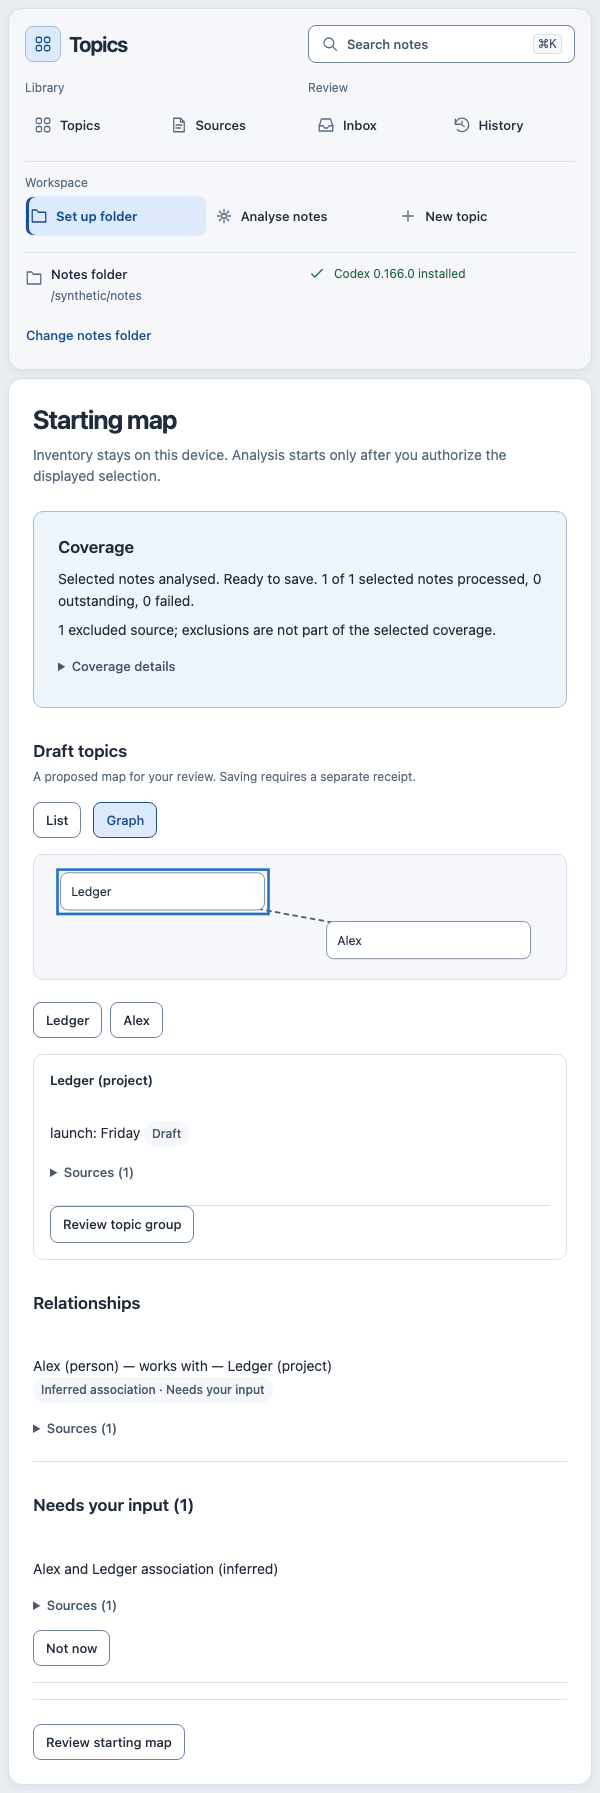 Topics
Search notes ⌘K
Library
Review
Topics
Sources
Inbox
History
Workspace
Set up folder
Analyse notes
New topic
Notes folder
/synthetic/notes
Codex 0.166.0 installed
Change notes folder
Starting map
Inventory stays on this device. Analysis starts only after you authorize the
displayed selection.
Coverage
Selected notes analysed. Ready to save. 1 of 1 selected notes processed, 0
outstanding, 0 failed.
1 excluded source; exclusions are not part of the selected coverage.
Coverage details
Draft topics
A proposed map for your review. Saving requires a separate receipt.
List
Graph
Ledger
Alex
Ledger
Alex
Ledger (project)
launch: Friday Draft
Sources (1)
Review topic group
Relationships
Alex (person) — works with — Ledger (project)
Inferred association · Needs your input
Sources (1)
Needs your input (1)
Alex and Ledger association (inferred)
Sources (1)
Not now
Review starting map